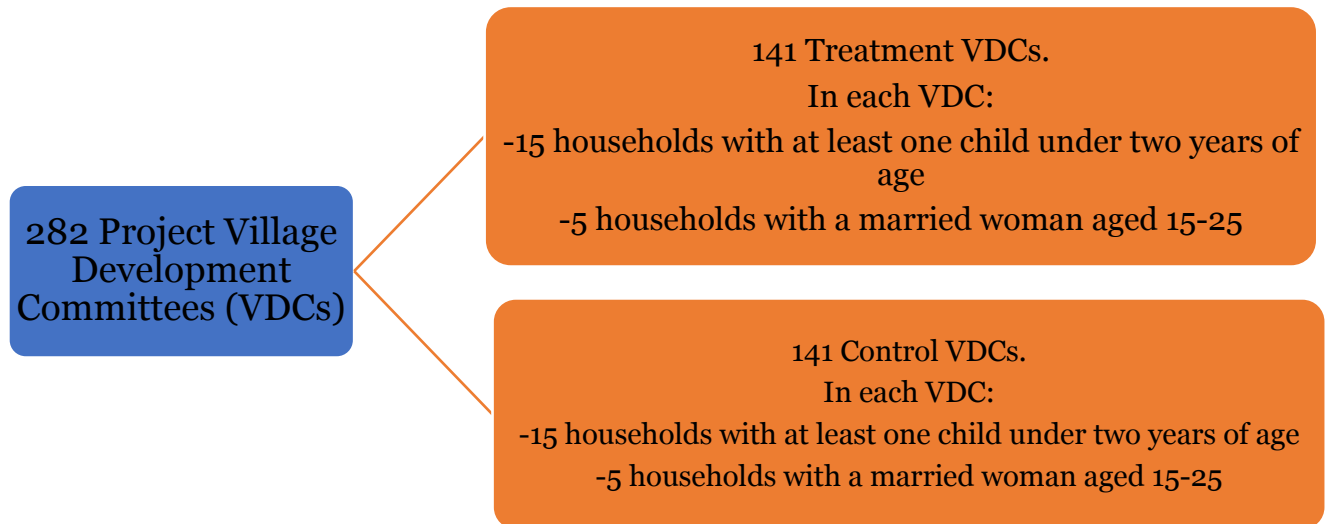 282 Project Village
Development
Committees (VDCs)
141 Treatment VDCs.
In each VDC:
-15 households with at least one child under two years of
age
-5 households with a married woman aged 15-25
141 Control VDCs.
In each VDC:
-15 households with at least one child under two years of age
-5 households with a married woman aged 15-25